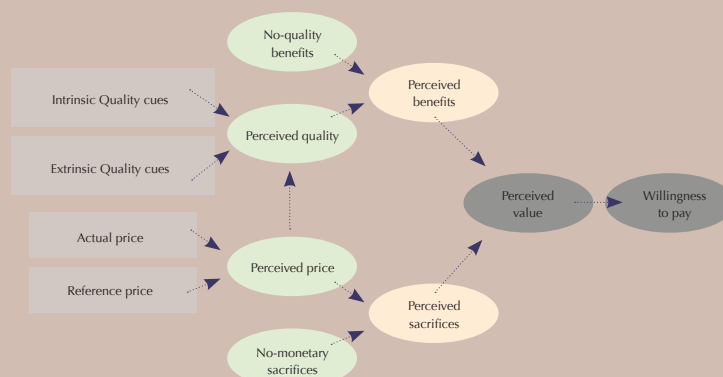 No-quality
benefits
Intrinsic Quality cues
Perceived
benefits
Perceived quality
Extrinsic Quality cues
Perceived
value
Willingness
to pay
Actual price
Perceived price
Reference price
Perceived
sacrifices
No-monetary
sacrifices